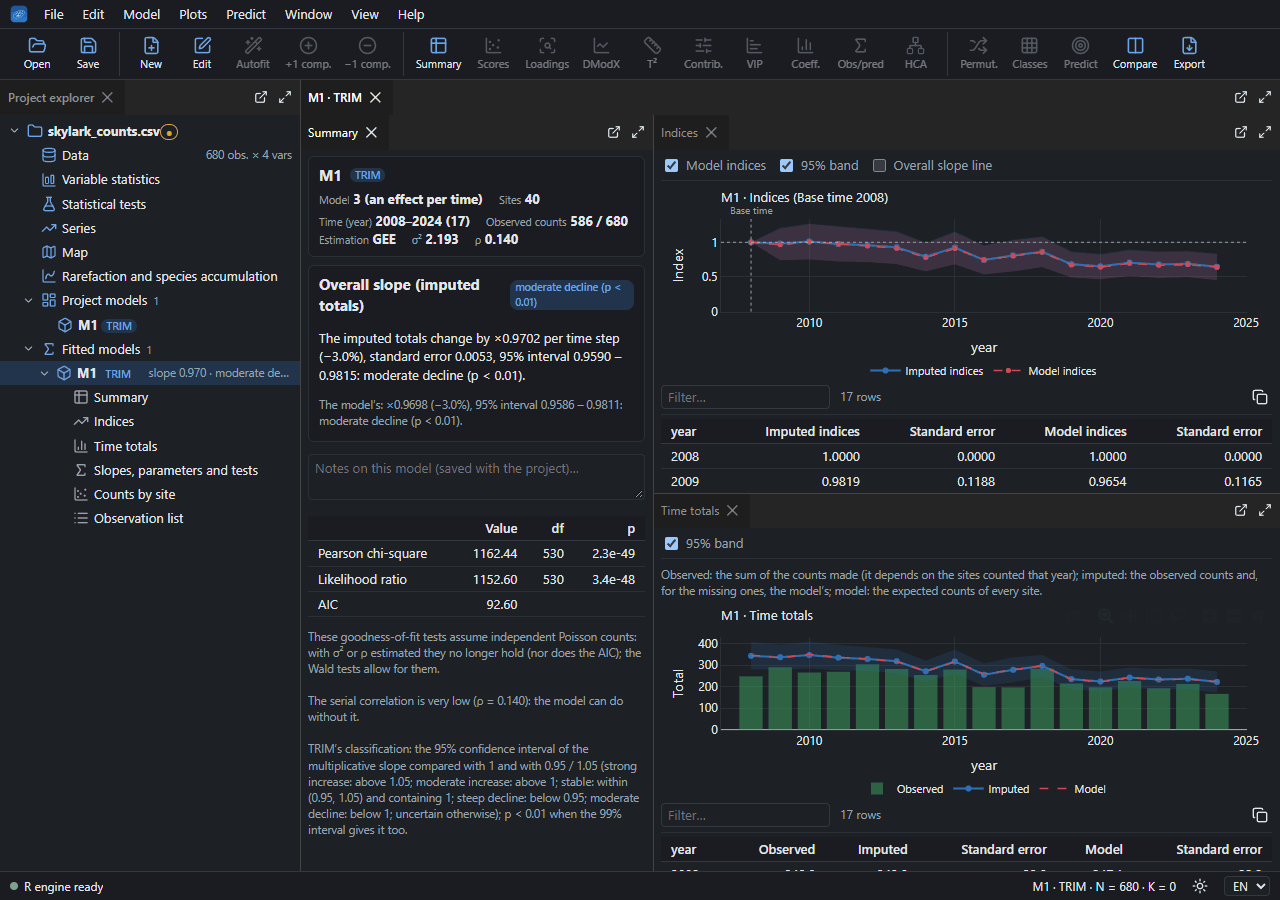 File Edit Model Plots Predict Window View Help
Open Save New Edit Autofit +1 comp. −1 comp. Summary Scores Loadings DModX T² Contrib. VIP Coeff. Obs/pred HCA Permut. Classes Predict Compare Export
Project explorer
skylark_counts.csv
Data 680 obs. × 4 vars
Variable statistics
Statistical tests
Series
Map
Rarefaction and species accumulation
Project models 1
M1 TRIM
Fitted models 1
M1 TRIM slope 0.970 · moderate de...
Summary
Indices
Time totals
Slopes, parameters and tests
Counts by site
Observation list
M1 · TRIM
Summary
M1 TRIM
Model 3 (an effect per time) Sites 40
Time (year) 2008–2024 (17) Observed counts 586 / 680
Estimation GEE σ² 2.193 ρ 0.140
Overall slope (imputed totals)
moderate decline (p < 0.01)
The imputed totals change by ×0.9702 per time step
(−3.0%), standard error 0.0053, 95% interval 0.9590 –
0.9815: moderate decline (p < 0.01).
The model's: ×0.9698 (−3.0%), 95% interval 0.9586 – 0.9811:
moderate decline (p < 0.01).
Notes on this model (saved with the project)...
Value df p
Pearson chi-square 1162.44 530 2.3e-49
Likelihood ratio 1152.60 530 3.4e-48
AIC 92.60
These goodness-of-fit tests assume independent Poisson counts:
with σ² or ρ estimated they no longer hold (nor does the AIC); the
Wald tests allow for them.
The serial correlation is very low (ρ = 0.140): the model can do
without it.
TRIM's classification: the 95% confidence interval of the
multiplicative slope compared with 1 and with 0.95 / 1.05 (strong
increase: above 1.05; moderate increase: above 1; stable: within
(0.95, 1.05) and containing 1; steep decline: below 0.95; moderate
decline: below 1; uncertain otherwise); p < 0.01 when the 99%
interval gives it too.
Indices
Model indices 95% band Overall slope line
M1 · Indices (Base time 2008)
Base time
Index
1
0.5
0
2010 2015 2020 2025
year
Imputed indices Model indices
Filter... 17 rows
year Imputed indices Standard error Model indices Standard error
2008 1.0000 0.0000 1.0000 0.0000
2009 0.9819 0.1188 0.9654 0.1165
Time totals
95% band
Observed: the sum of the counts made (it depends on the sites counted that year); imputed: the observed counts and,
for the missing ones, the model's; model: the expected counts of every site.
M1 · Time totals
Total
400
300
200
100
0
2010 2015 2020 2025
year
Observed Imputed Model
Filter... 17 rows
year Observed Imputed Standard error Model Standard error
R engine ready
M1 · TRIM · N = 680 · K = 0 EN